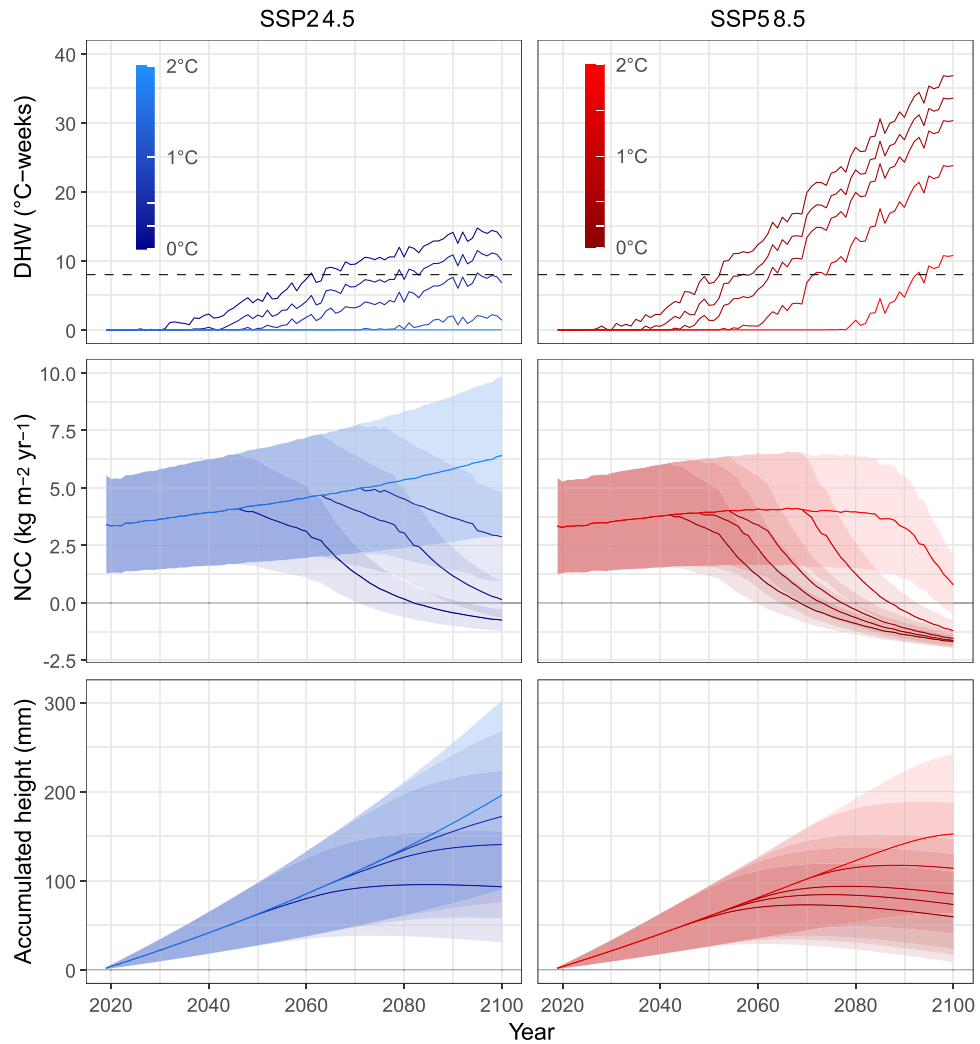 SSP2 4.5
SSP5 8.5
DHW (°C−weeks)
40
30
20
10
0
2°C
1°C
0°C
2°C
1°C
0°C
NCC (kg m−2 yr−1)
10.0
7.5
5.0
2.5
0.0
-2.5
Accumulated height (mm)
300
200
100
0
2020 2040 2060 2080 2100
2020 2040 2060 2080 2100
Year